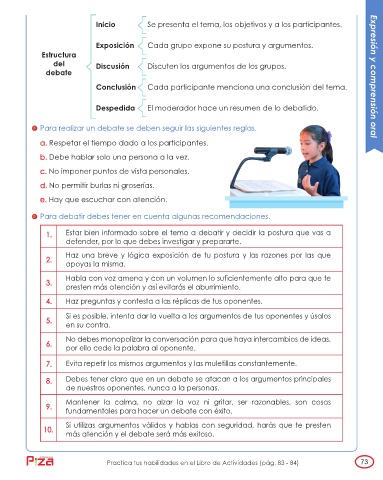 Inicio
Se presenta el tema, los objetivos y a los participantes.
Exposición
Cada grupo expone su postura y argumentos.
Estructura
del
debate
Discusión
Discuten los argumentos de los grupos.
Conclusión
Cada participante menciona una conclusión del tema.
Despedida
El moderador hace un resumen de lo debatido.
Expresión y comprensión oral
Para realizar un debate se deben seguir las siguientes reglas.
a. Respetar el tiempo dado a los participantes.
b. Debe hablar solo una persona a la vez.
c. No imponer puntos de vista personales.
d. No permitir burlas ni groserías.
e. Hay que escuchar con atención.
Para debatir debes tener en cuenta algunas recomendaciones.
1. Estar bien informado sobre el tema a debatir y decidir la postura que vas a
defender, por lo que debes investigar y prepararte.
2. Haz una breve y lógica exposición de tu postura y las razones por las que
apoyas la misma.
3. Habla con voz amena y con un volumen lo suficientemente alto para que te
presten más atención y así evitarás el aburrimiento.
4. Haz preguntas y contesta a las réplicas de tus oponentes.
5. Si es posible, intenta dar la vuelta a los argumentos de tus oponentes y úsalos
en su contra.
6. No debes monopolizar la conversación para que haya intercambios de ideas,
por ello cede la palabra al oponente.
7. Evita repetir los mismos argumentos y las muletillas constantemente.
8. Debes tener claro que en un debate se atacan a los argumentos principales
de nuestros oponentes, nunca a la personas.
9. Mantener la calma, no alzar la voz ni gritar, ser razonables, son cosas
fundamentales para hacer un debate con éxito.
10. Si utilizas argumentos válidos y hablas con seguridad, harás que te presten
más atención y el debate será más exitoso.
Practica tus habilidades en el Libro de Actividades (pág. 83 - 84)
73